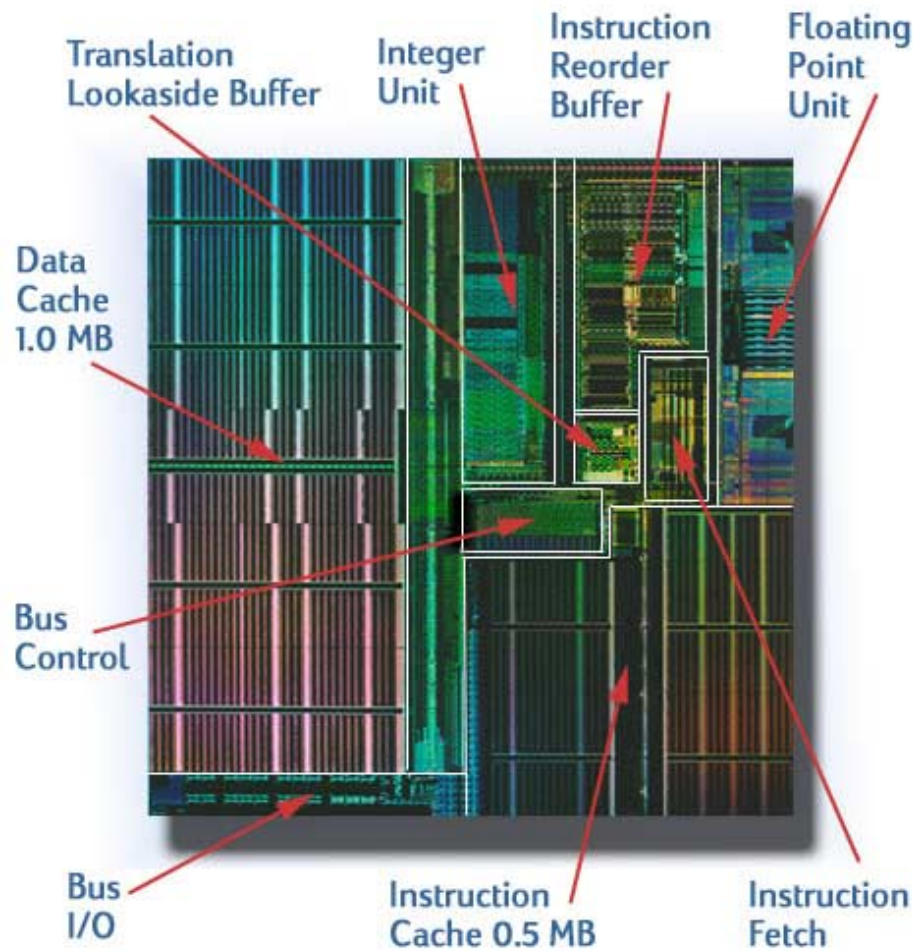 Translation
Lookaside Buffer
Integer
Unit
Instruction
Reorder
Buffer
Floating
Point
Unit
Data
Cache
1.0 MB
Bus
Control
Bus
I/O
Instruction
Cache 0.5 MB
Instruction
Fetch